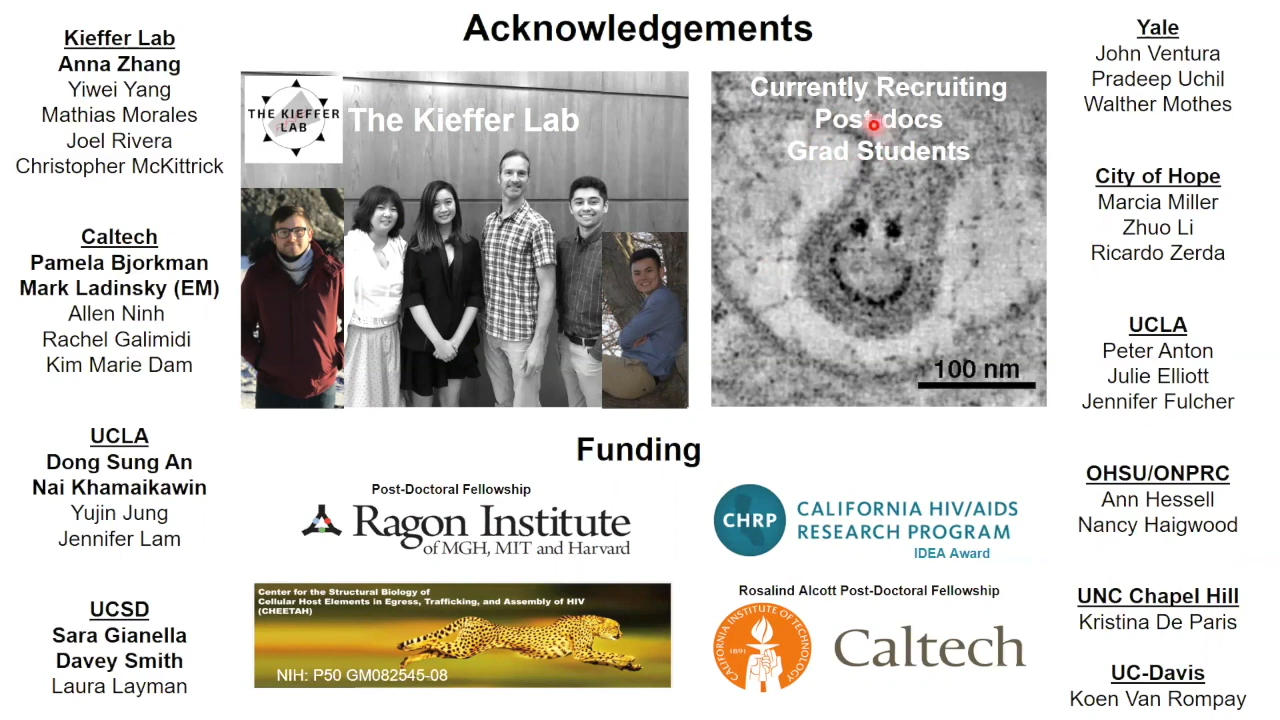 Acknowledgements
Kieffer Lab
Anna Zhang
Yiwei Yang
Mathias Morales
Joel Rivera
Christopher McKittrick
Caltech
Pamela Bjorkman
Mark Ladinsky (EM)
Allen Ninh
Rachel Galimidi
Kim Marie Dam
UCLA
Dong Sung An
Nai Khamaikawin
Yujin Jung
Jennifer Lam
UCSD
Sara Gianella
Davey Smith
Laura Layman
THE KIEFFER
LAB
The Kieffer Lab
Currently Recruiting
Post-docs
Grad Students
100 nm
Funding
Post-Doctoral Fellowship
Ragon Institute
of MGH, MIT and Harvard
CHRP
CALIFORNIA HIV/AIDS
RESEARCH PROGRAM
IDEA Award
Center for the Structural Biology of
Cellular Host Elements in Egress, Trafficking, and Assembly of HIV
(CHEETAH)
NIH: P50 GM082545-08
Rosalind Alcott Post-Doctoral Fellowship
CALIFORNIA INSTITUTE OF TECHNOLOGY
1891
Caltech
Yale
John Ventura
Pradeep Uchil
Walther Mothes
City of Hope
Marcia Miller
Zhuo Li
Ricardo Zerda
UCLA
Peter Anton
Julie Elliott
Jennifer Fulcher
OHSU/ONPRC
Ann Hessell
Nancy Haigwood
UNC Chapel Hill
Kristina De Paris
UC-Davis
Koen Van Rompay